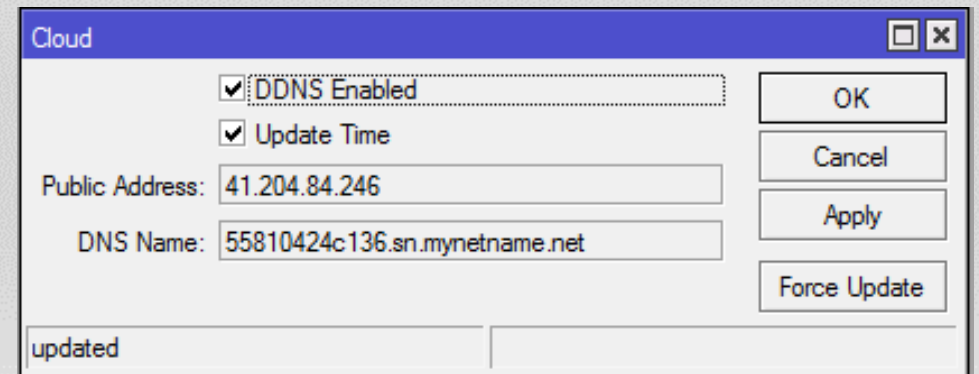 Cloud
DDNS Enabled
OK
Update Time
Cancel
Public Address: 41.204.84.246
Apply
DNS Name: 55810424c136.sn.mynetname.net
Force Update
updated